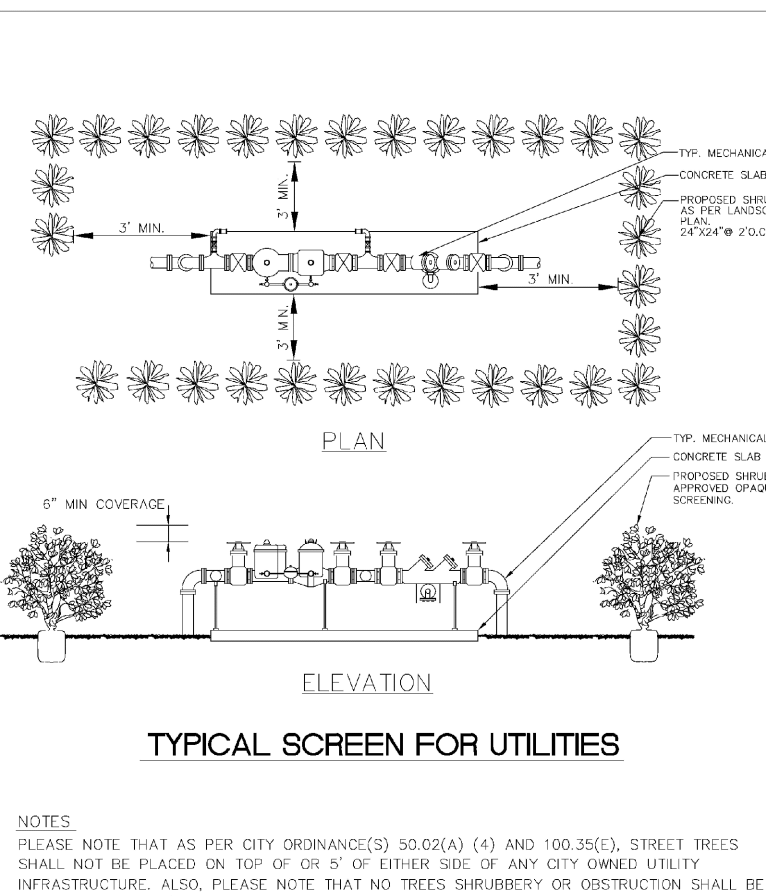 TYP. MECHANICA
CONCRETE SLAB
PROPOSED SHRU
AS PER LANDSC
PLAN.
24"X24"@ 2'O.C
3' MIN.
3' MIN.
3' MIN.
3' MIN.
PLAN
TYP. MECHANICAL
CONCRETE SLAB
PROPOSED SHRU
APPROVED OPAQU
SCREENING.
6" MIN COVERAGE
ELEVATION
TYPICAL SCREEN FOR UTILITIES
NOTES
PLEASE NOTE THAT AS PER CITY ORDINANCE(S) 50.02(A) (4) AND 100.35(E), STREET TREES
SHALL NOT BE PLACED ON TOP OF OR 5' OF EITHER SIDE OF ANY CITY OWNED UTILITY
INFRASTRUCTURE. ALSO, PLEASE NOTE THAT NO TREES SHRUBBERY OR OBSTRUCTION SHALL BE